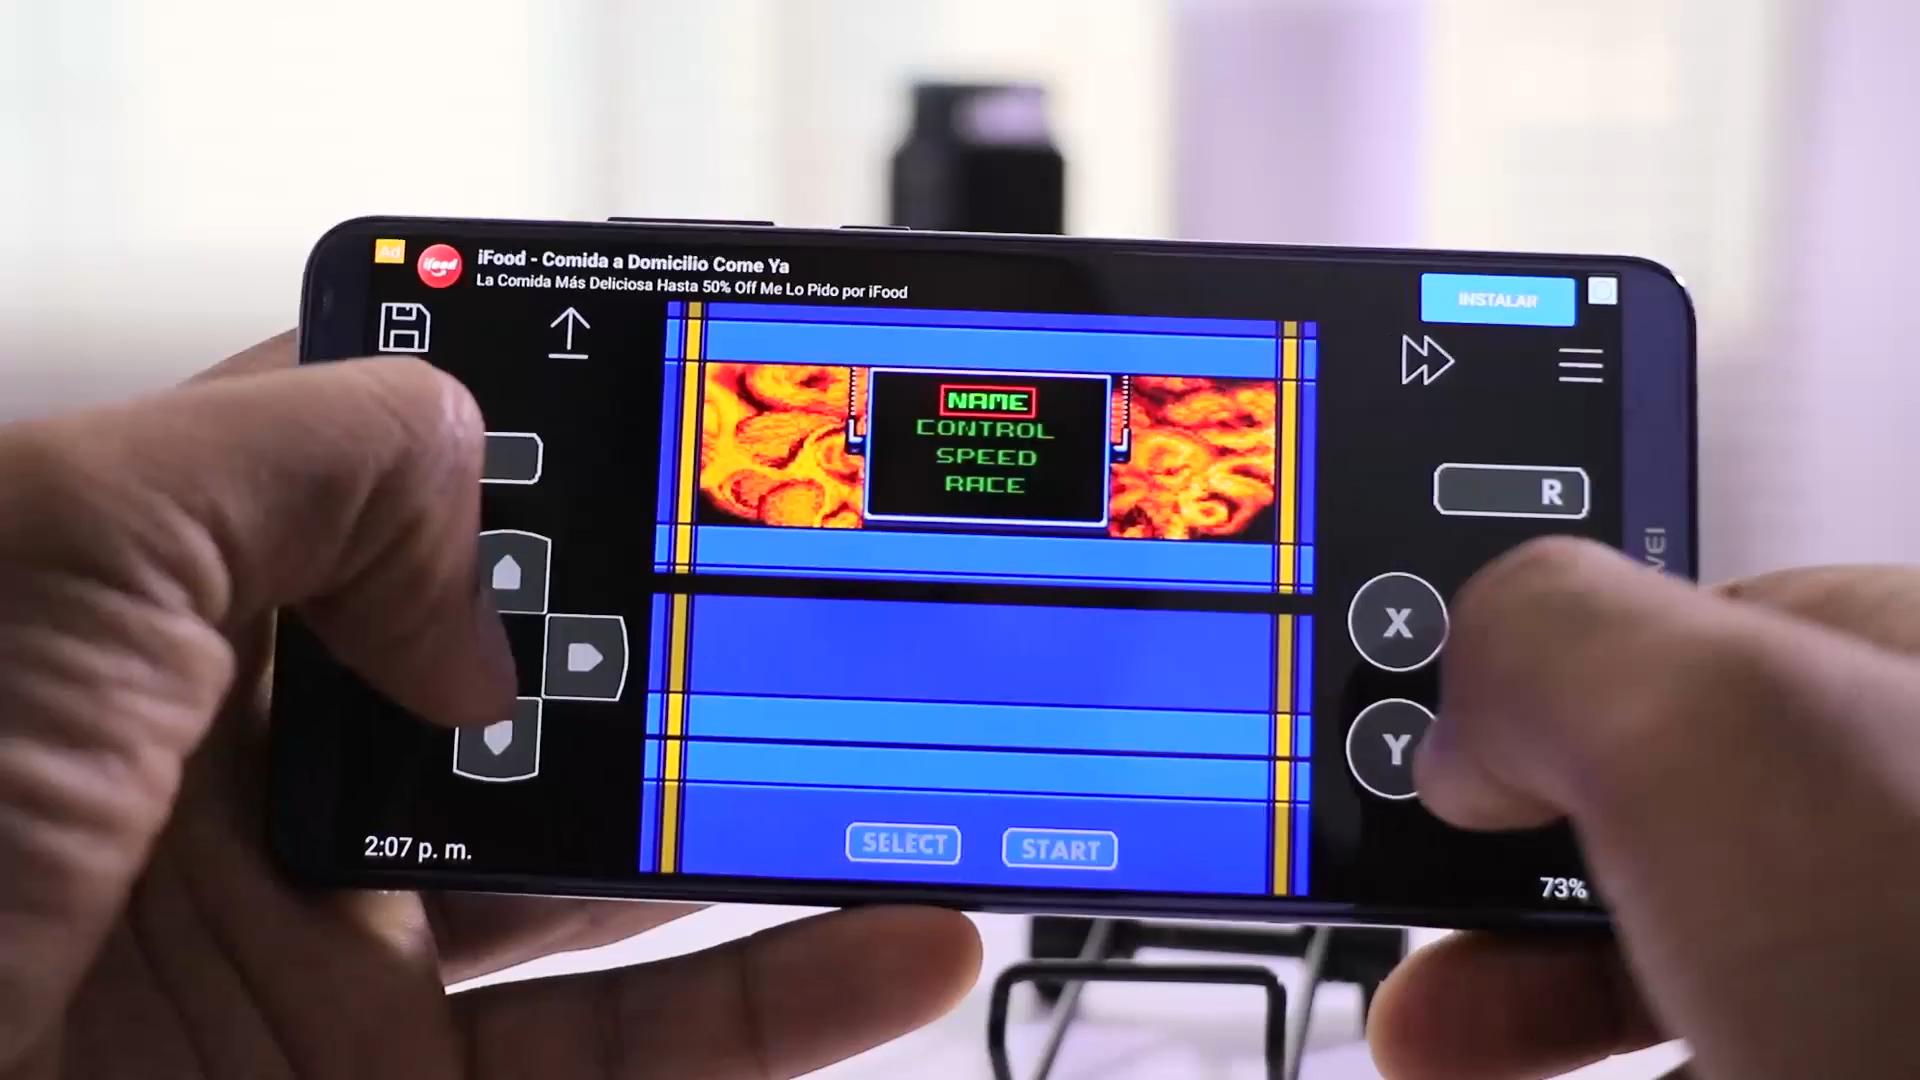 Ad
ifood
iFood - Comida a Domicilio Come Ya
La Comida Más Deliciosa Hasta 50% Off Me Lo Pido por iFood
INSTALAR
NAME
CONTROL
SPEED
RACE
R
X
Y
SELECT
START
2:07 p. m.
73%